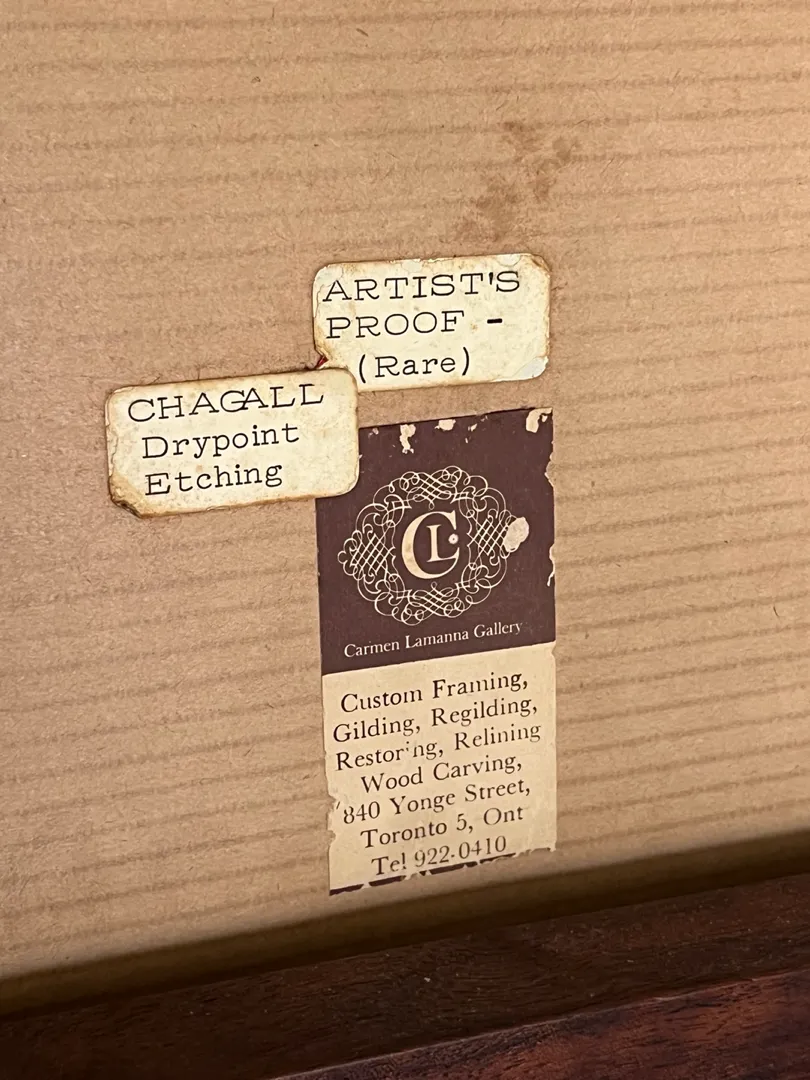 ARTIST'S
PROOF -
(Rare)
CHAGALL
Drypoint
Etching
CL
Carmen Lamanna Gallery
Custom Framing,
Gilding, Regilding,
Restoring, Relining
Wood Carving,
840 Yonge Street,
Toronto 5, Ont
Tel 922-0410